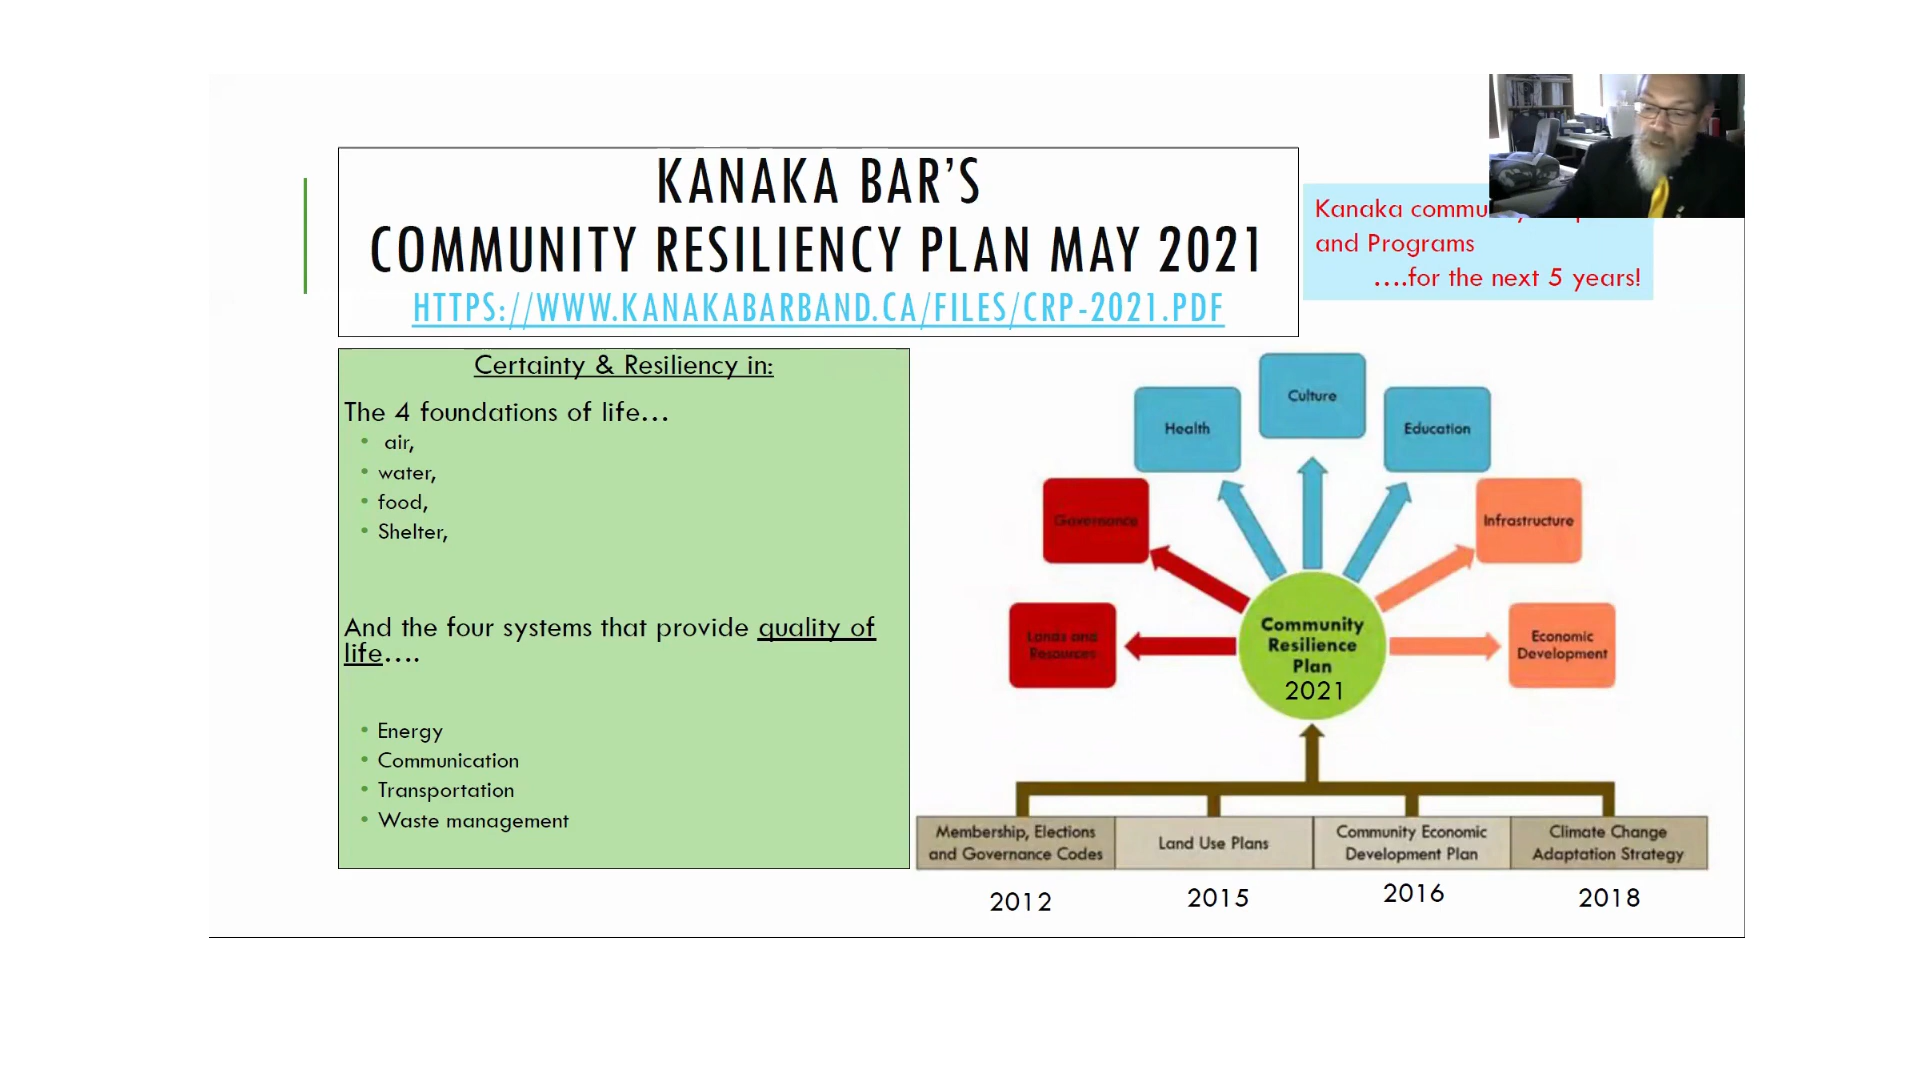 KANAKA BAR'S
COMMUNITY RESILIENCY PLAN MAY 2021
HTTPS://WWW.KANAKABARBAND.CA/FILES/CRP-2021.PDF
Kanaka
and Programs
....for the next 5 years!
Certainty & Resiliency in:
The 4 foundations of life...
• air,
• water,
• food,
• Shelter,
And the four systems that provide quality of
life....
• Energy
• Communication
• Transportation
• Waste management
Culture
Health
Education
Governance
Infrastructure
Lands and
Resources
Economic
Development
Community
Resilience
Plan
2021
Membership, Elections
and Governance Codes
Land Use Plans
Community Economic
Development Plan
Climate Change
Adaptation Strategy
2012
2015
2016
2018